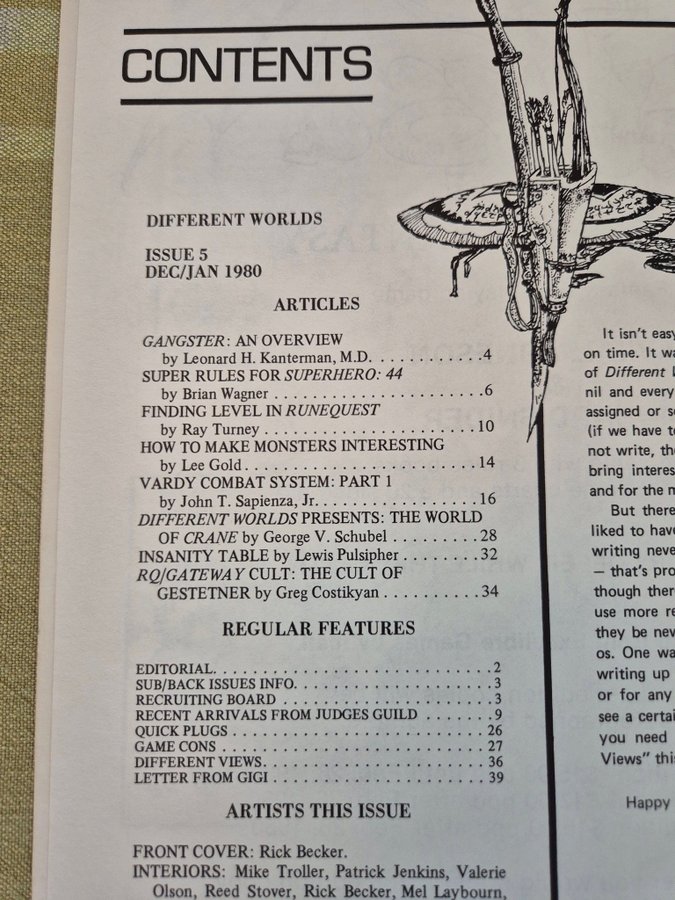 CONTENTS
DIFFERENT WORLDS
ISSUE 5
DEC/JAN 1980
ARTICLES
GANGSTER: AN OVERVIEW
by Leonard H. Kanterman, M.D. . . . . . . . . . . . .4
SUPER RULES FOR SUPERHERO: 44
by Brian Wagner . . . . . . . . . . . . . . . . . . . . . . . . .6
FINDING LEVEL IN RUNEQUEST
by Ray Turney . . . . . . . . . . . . . . . . . . . . . . . . . 10
HOW TO MAKE MONSTERS INTERESTING
by Lee Gold . . . . . . . . . . . . . . . . . . . . . . . . . . . 14
VARDY COMBAT SYSTEM: PART 1
by John T. Sapienza, Jr. . . . . . . . . . . . . . . . . . . 16
DIFFERENT WORLDS PRESENTS: THE WORLD
OF CRANE by George V. Schubel . . . . . . . . . . 28
INSANITY TABLE by Lewis Pulsipher . . . . . . . . 32
RQ/GATEWAY CULT: THE CULT OF
GESTETNER by Greg Costikyan . . . . . . . . . . . 34
REGULAR FEATURES
EDITORIAL. . . . . . . . . . . . . . . . . . . . . . . . . . . . . . 2
SUB/BACK ISSUES INFO. . . . . . . . . . . . . . . . . . . 3
RECRUITING BOARD . . . . . . . . . . . . . . . . . . . . . 3
RECENT ARRIVALS FROM JUDGES GUILD . . . . . . . 9
QUICK PLUGS . . . . . . . . . . . . . . . . . . . . . . . . . . 26
GAME CONS . . . . . . . . . . . . . . . . . . . . . . . . . . . 27
DIFFERENT VIEWS. . . . . . . . . . . . . . . . . . . . . . . 36
LETTER FROM GIGI . . . . . . . . . . . . . . . . . . . . . . 39
ARTISTS THIS ISSUE
FRONT COVER: Rick Becker.
INTERIORS: Mike Troller, Patrick Jenkins, Valerie
Olson, Reed Stover, Rick Becker, Mel Laybourn,
It isn't easy
on time. It wa
of Different
nil and every
assigned or s
(if we have t
not write, th
bring interes
and for the m
But there
liked to hav
writing neve
— that's pro
though ther
use more re
they be nev
os. One wa
writing up
or for any
see a certai
you need
Views" this
Happy